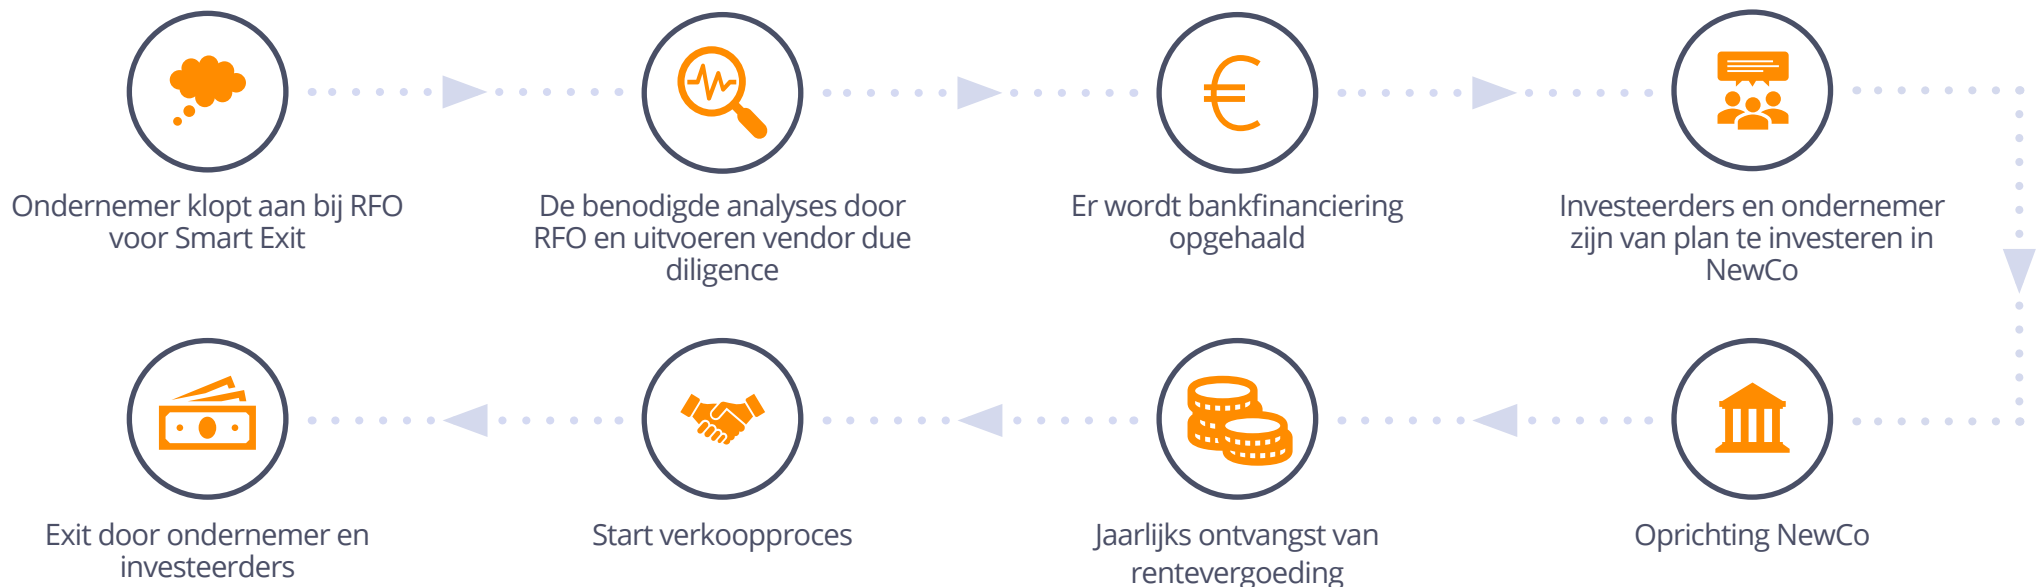 Ondernemer klopt aan bij RFO
voor Smart Exit
De benodigde analyses door
RFO en uitvoeren vendor due
diligence
Er wordt bankfinanciering
opgehaald
Investeerders en ondernemer
zijn van plan te investeren in
NewCo
Oprichting NewCo
Jaarlijks ontvangst van
rentevergoeding
Start verkoopproces
Exit door ondernemer en
investeerders